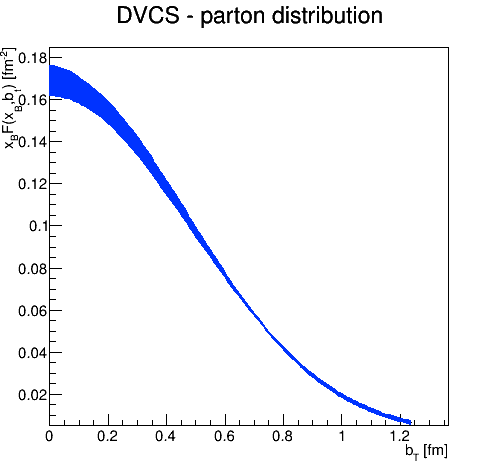 DVCS - parton distribution
x_B F(x_B, b_t) [fm^-2]
0.18
0.16
0.14
0.12
0.1
0.08
0.06
0.04
0.02
0 0.2 0.4 0.6 0.8 1 1.2
b_T [fm]